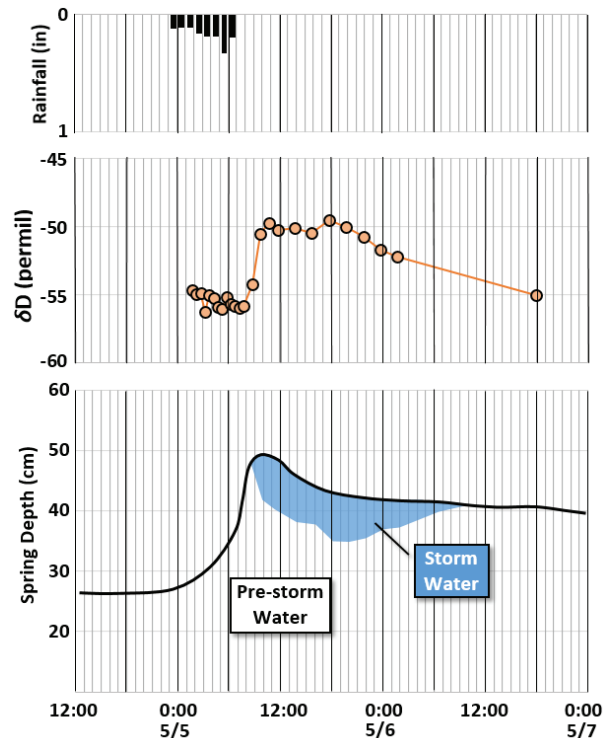 0
Rainfall (in)
1
-45
-50
δD (permil)
-55
-60
60
50
Spring Depth (cm)
40
30
20
Pre-storm
Water
Storm
Water
12:00 0:00 12:00 0:00 12:00 0:00
5/5 5/6 5/7